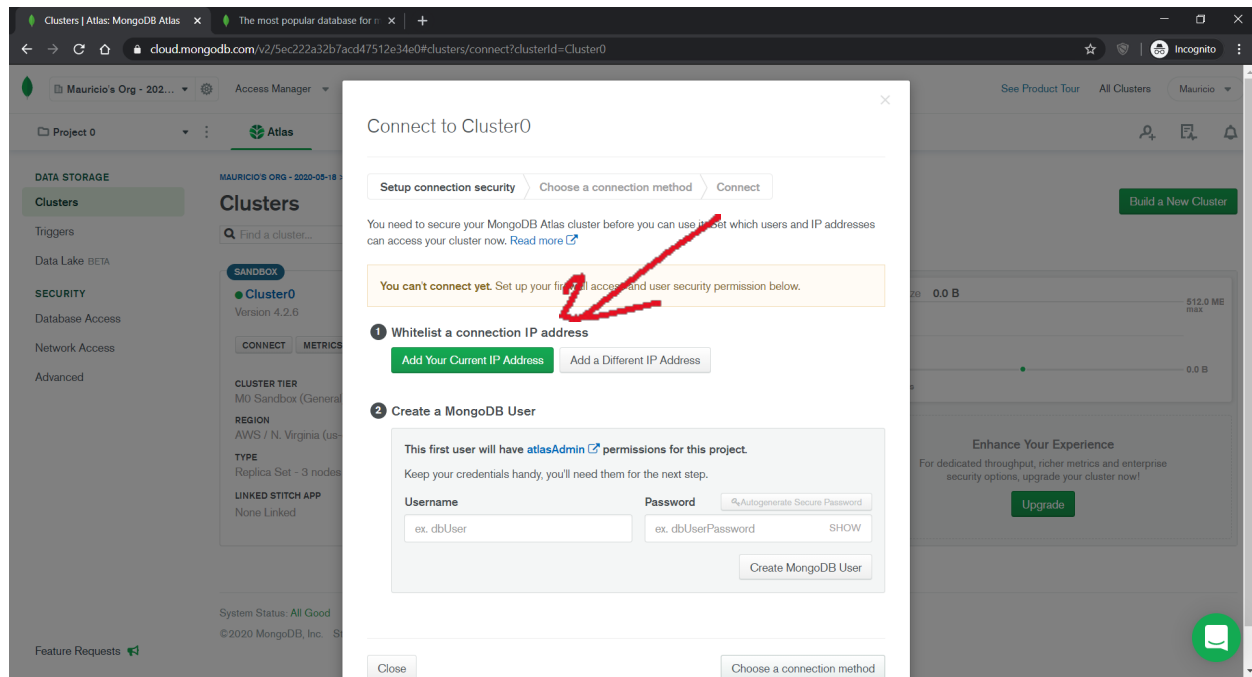 Clusters | Atlas: MongoDB Atlas
The most popular database for m
cloud.mongodb.com/v2/5ec222a32b7acd47512e34e0#clusters/connect?clusterId=Cluster0
Incognito
Mauricio's Org - 202...
Access Manager
See Product Tour
All Clusters
Mauricio
Project 0
Atlas
DATA STORAGE
Clusters
Triggers
Data Lake BETA
SECURITY
Database Access
Network Access
Advanced
Feature Requests
MAURICIO'S ORG - 2020-05-18 >
Clusters
Find a cluster...
SANDBOX
Cluster0
Version 4.2.6
CONNECT METRICS
CLUSTER TIER
M0 Sandbox (General
REGION
AWS / N. Virginia (us-
TYPE
Replica Set - 3 nodes
LINKED STITCH APP
None Linked
System Status: All Good
©2020 MongoDB, Inc.
Connect to Cluster0
Setup connection security
Choose a connection method
Connect
You need to secure your MongoDB Atlas cluster before you can use it. Set which users and IP addresses
can access your cluster now. Read more
You can't connect yet. Set up your firewall access and user security permission below.
1 Whitelist a connection IP address
Add Your Current IP Address
Add a Different IP Address
2 Create a MongoDB User
This first user will have atlasAdmin permissions for this project.
Keep your credentials handy, you'll need them for the next step.
Username
Password
Autogenerate Secure Password
ex. dbUser
ex. dbUserPassword
SHOW
Create MongoDB User
Close
Choose a connection method
Build a New Cluster
0.0 B
512.0 MB
max
0.0 B
Enhance Your Experience
For dedicated throughput, richer metrics and enterprise
security options, upgrade your cluster now!
Upgrade